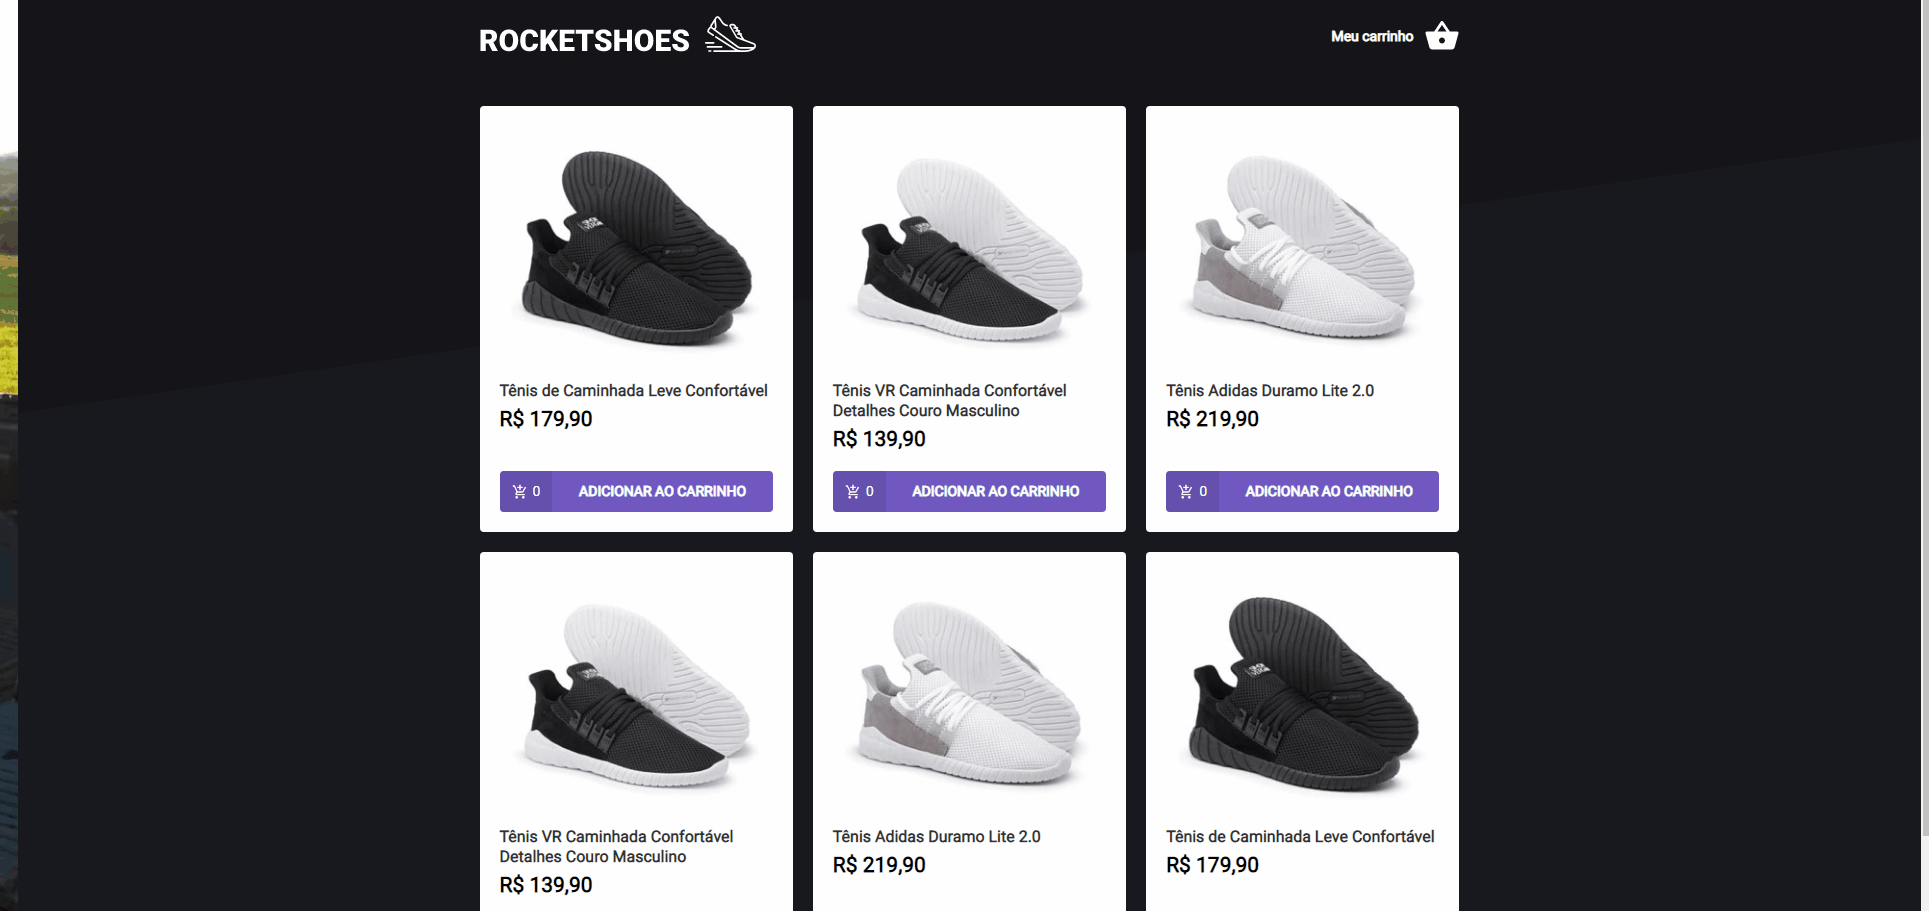 ROCKETSHOES
Meu carrinho
Tênis de Caminhada Leve Confortável
R$ 179,90
0 ADICIONAR AO CARRINHO
Tênis VR Caminhada Confortável
Detalhes Couro Masculino
R$ 139,90
0 ADICIONAR AO CARRINHO
Tênis Adidas Duramo Lite 2.0
R$ 219,90
0 ADICIONAR AO CARRINHO
Tênis VR Caminhada Confortável
Detalhes Couro Masculino
R$ 139,90
Tênis Adidas Duramo Lite 2.0
R$ 219,90
Tênis de Caminhada Leve Confortável
R$ 179,90